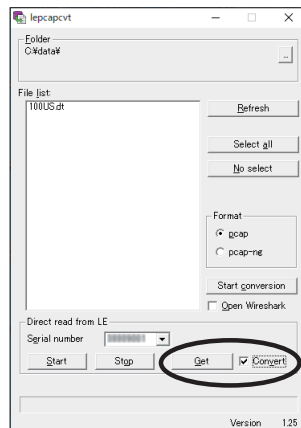 lepcapcvt
Folder
C:¥data¥
..
File list:
100US.dt
Refresh
Select all
No select
Format
pcap
pcap-ng
Start conversion
Open Wireshark
Direct read from LE
Serial number
Start
Stop
Get
Convert
Version 1.25